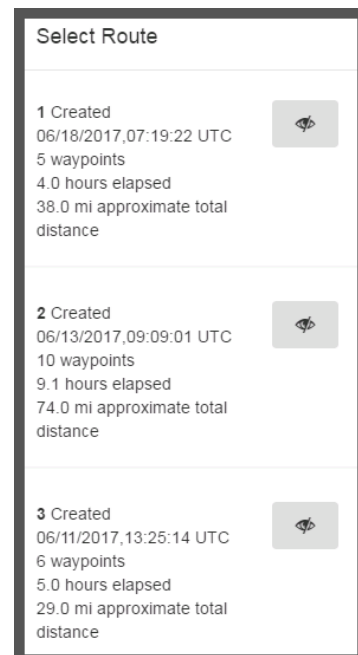 Select Route
1 Created
06/18/2017,07:19:22 UTC
5 waypoints
4.0 hours elapsed
38.0 mi approximate total
distance
2 Created
06/13/2017,09:09:01 UTC
10 waypoints
9.1 hours elapsed
74.0 mi approximate total
distance
3 Created
06/11/2017,13:25:14 UTC
6 waypoints
5.0 hours elapsed
29.0 mi approximate total
distance